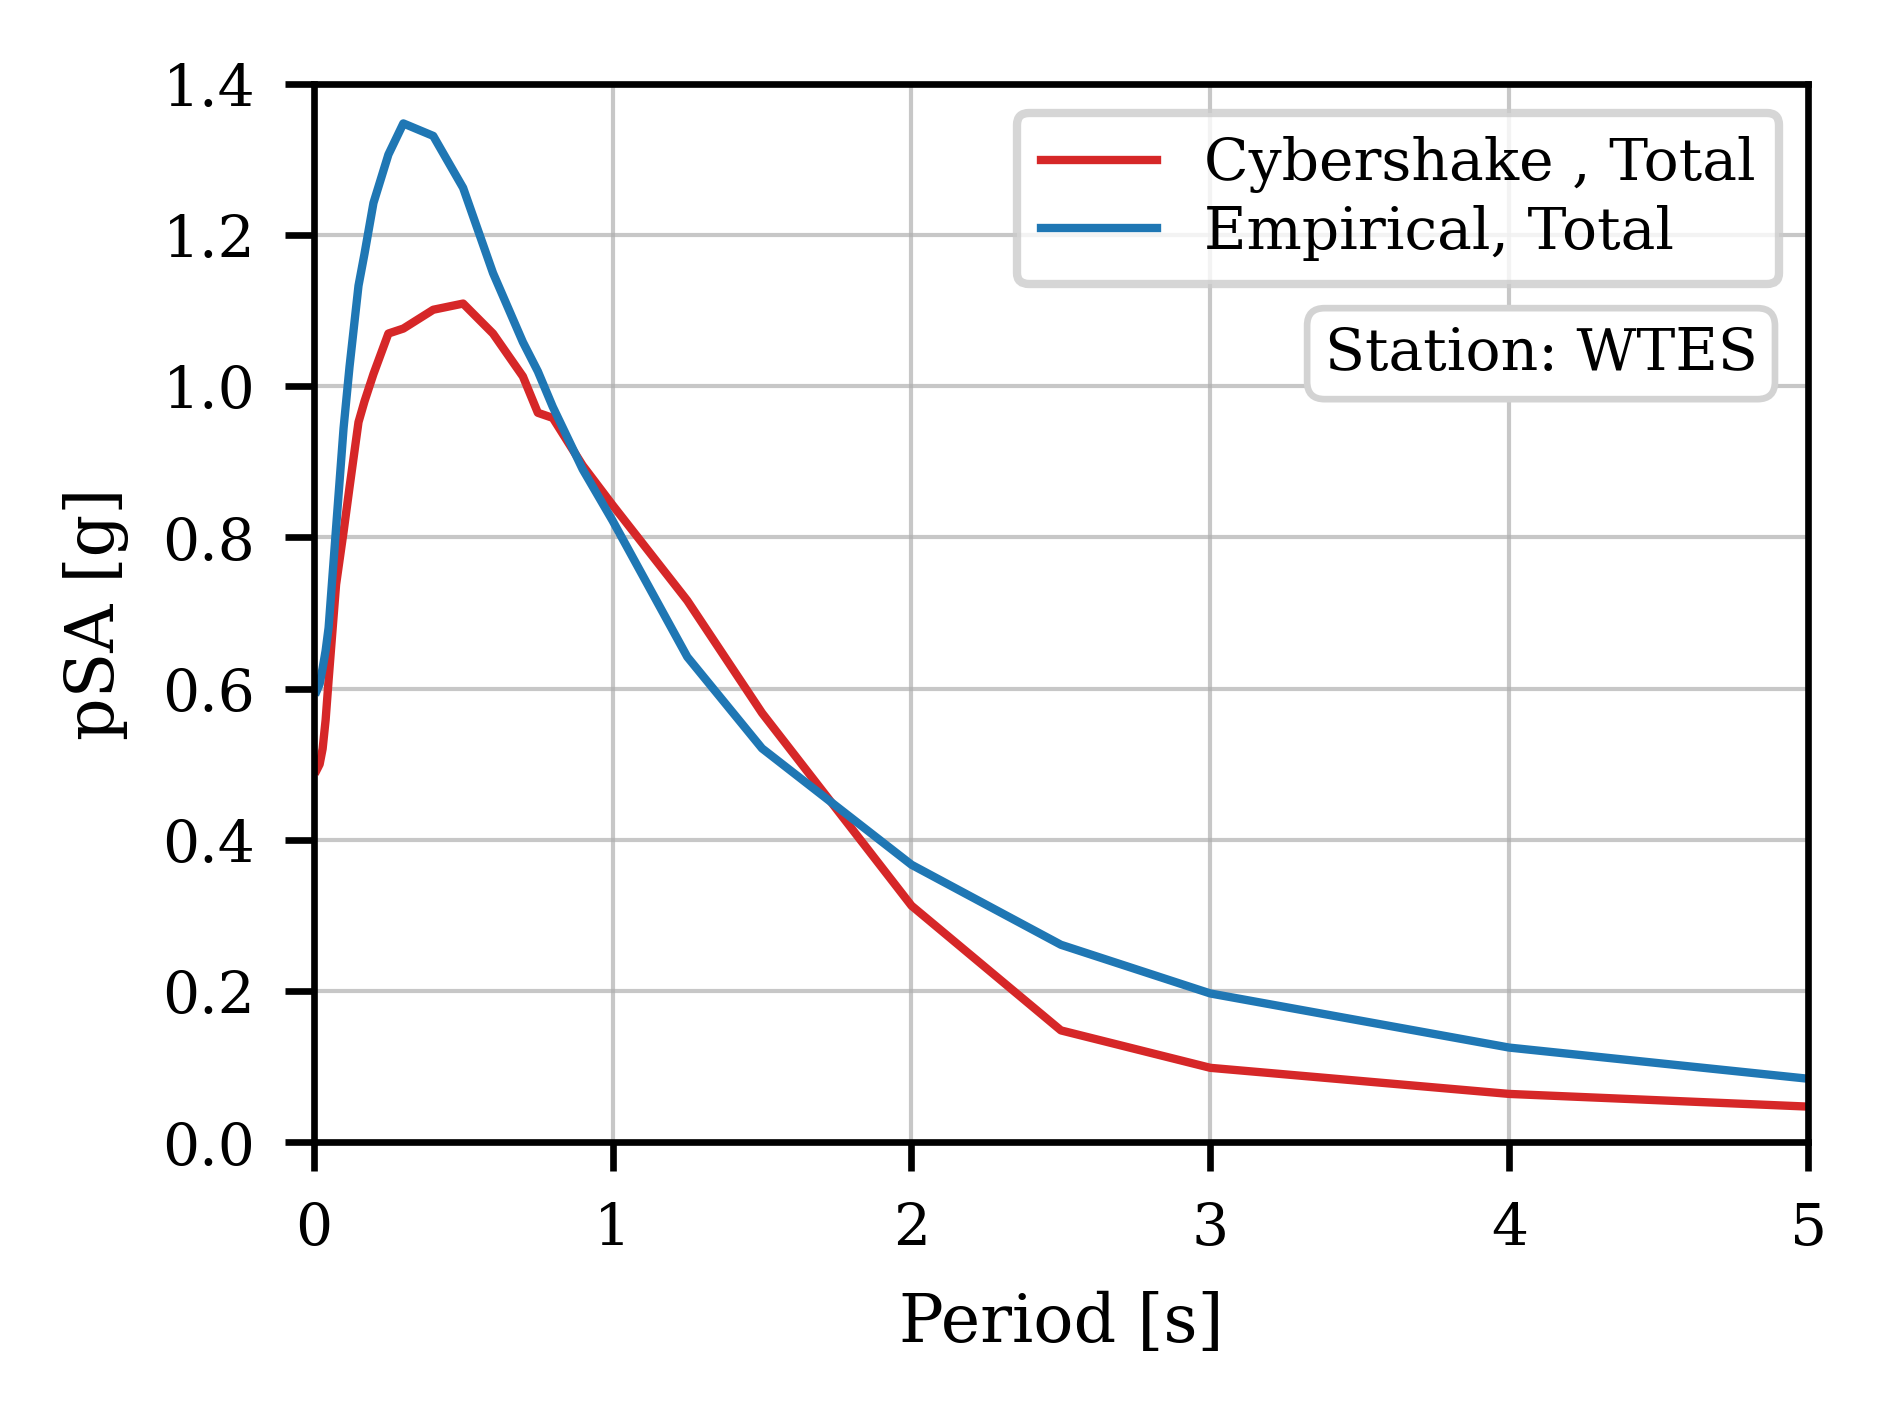 1.4
1.2
1.0
0.8
0.6
0.4
0.2
0.0
pSA [g]
Cybershake , Total
Empirical, Total
Station: WTES
0 1 2 3 4 5
Period [s]